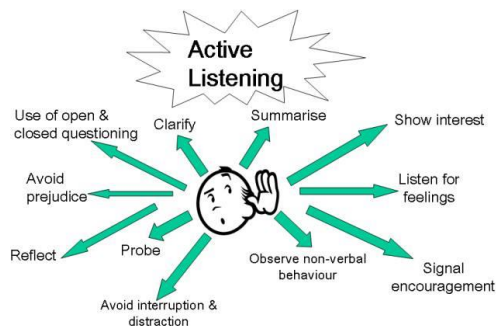 Active
Listening
Use of open &
closed questioning
Clarify
Summarise
Show interest
Avoid
prejudice
Listen for
feelings
Reflect
Probe
Observe non-verbal
behaviour
Signal
encouragement
Avoid interruption &
distraction